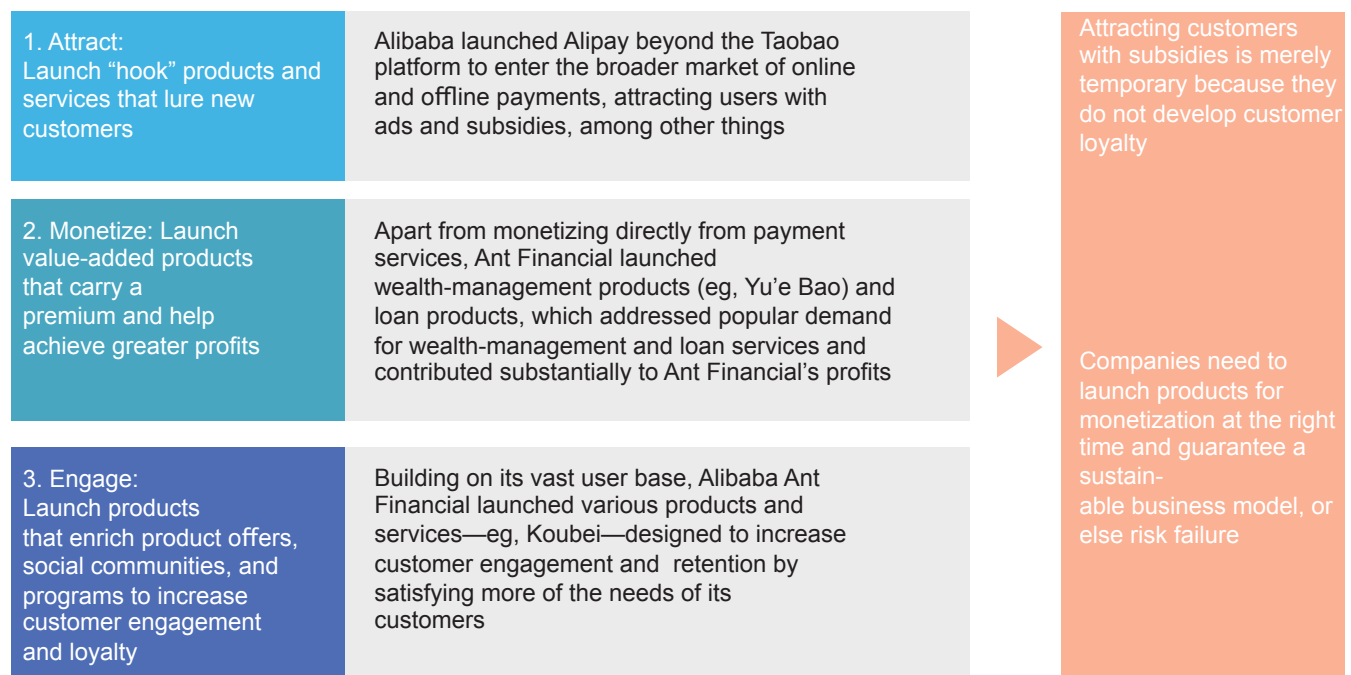 1. Attract:
Launch “hook” products and
services that lure new
customers
Alibaba launched Alipay beyond the Taobao
platform to enter the broader market of online
and offline payments, attracting users with
ads and subsidies, among other things
2. Monetize: Launch
value-added products
that carry a
premium and help
achieve greater profits
Apart from monetizing directly from payment
services, Ant Financial launched
wealth-management products (eg, Yu’e Bao) and
loan products, which addressed popular demand
for wealth-management and loan services and
contributed substantially to Ant Financial’s profits
3. Engage:
Launch products
that enrich product offers,
social communities, and
programs to increase
customer engagement
and loyalty
Building on its vast user base, Alibaba Ant
Financial launched various products and
services—eg, Koubei—designed to increase
customer engagement and  retention by
satisfying more of the needs of its
customers
Attracting customers
with subsidies is merely
temporary because they
do not develop customer
loyalty
Companies need to
launch products for
monetization at the right
time and guarantee a
sustain-
able business model, or
else risk failure